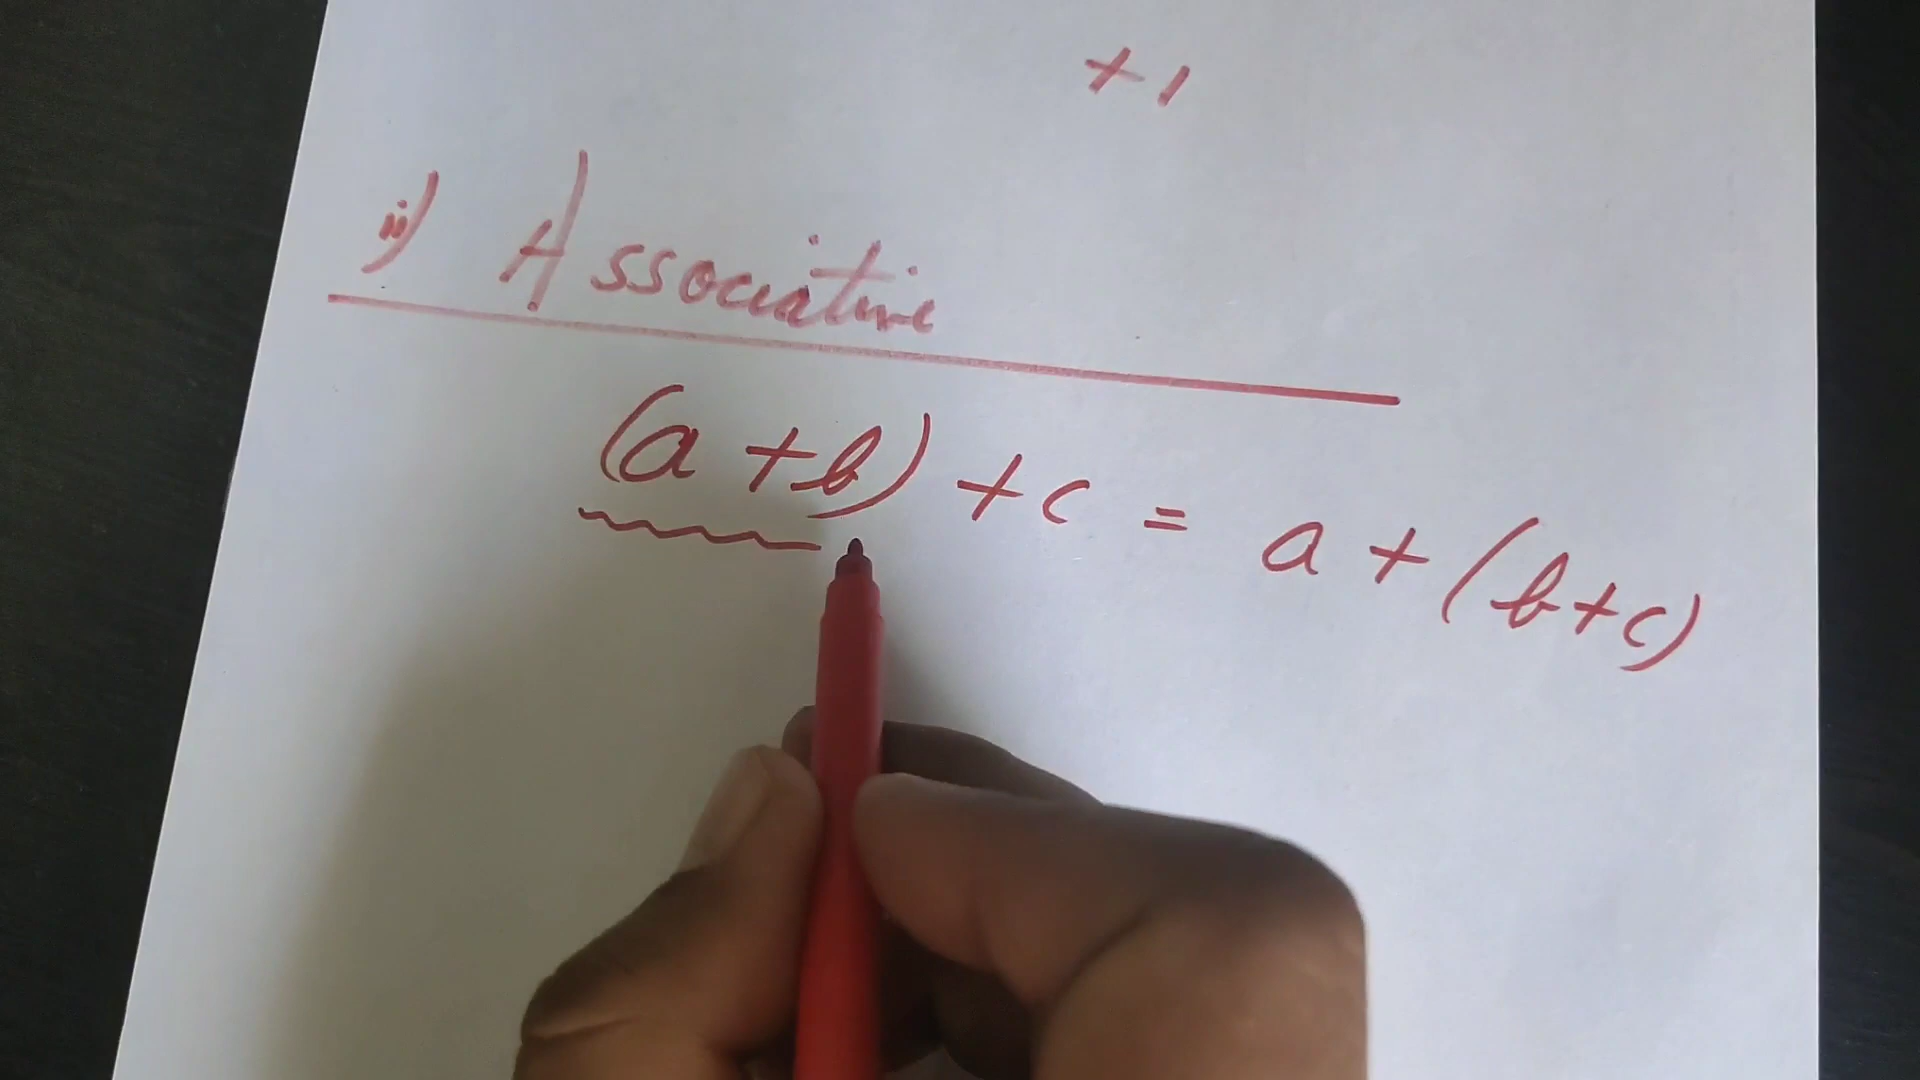 +1
ii) Associative
(a+b)+c = a+(b+c)